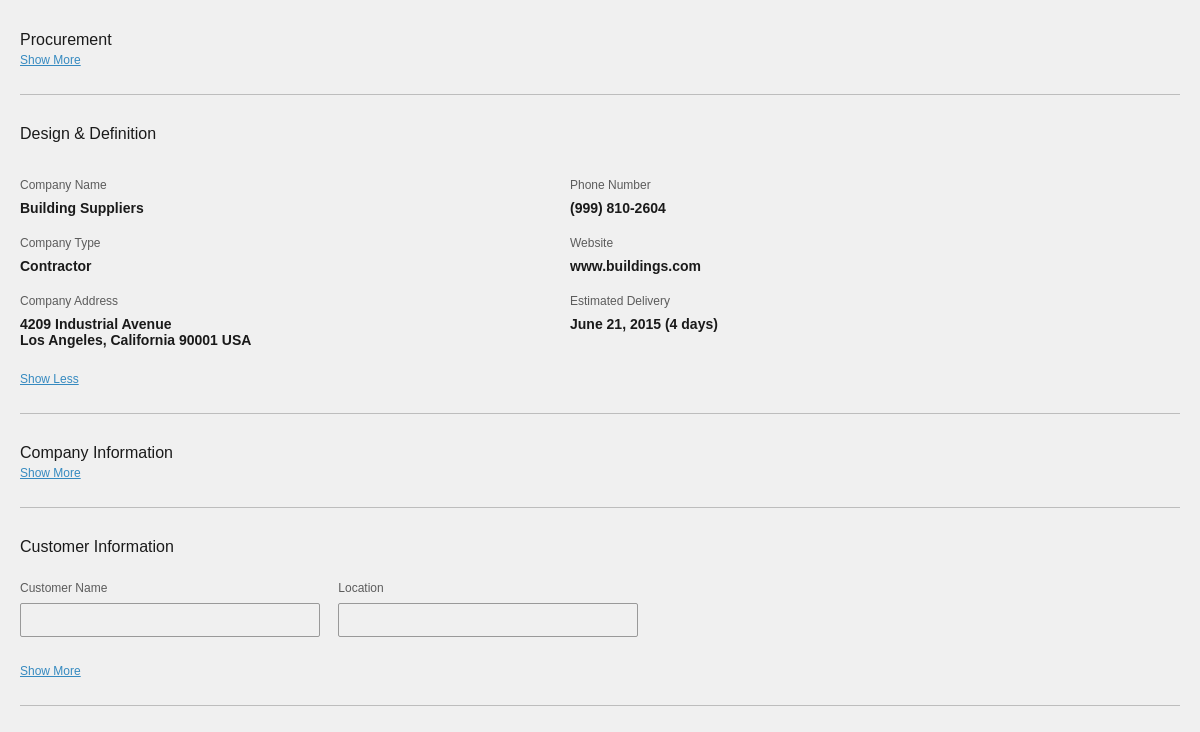 Procurement
Show More
Design & Definition
Company Name
Building Suppliers
Phone Number
(999) 810-2604
Company Type
Contractor
Website
www.buildings.com
Company Address
4209 Industrial Avenue
Los Angeles, California 90001 USA
Estimated Delivery
June 21, 2015 (4 days)
Show Less
Company Information
Show More
Customer Information
Customer Name
Location
Show More